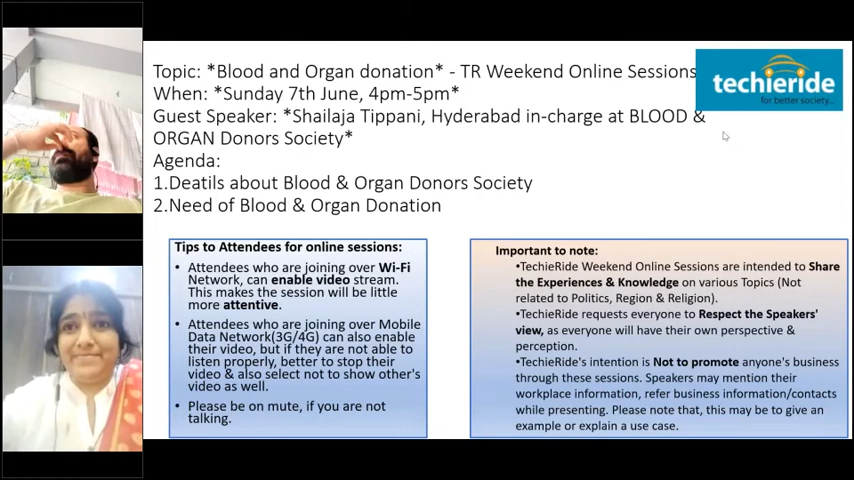 Topic: *Blood and Organ donation* - TR Weekend Online Sessions
When: *Sunday 7th June, 4pm-5pm*
Guest Speaker: *Shailaja Tippani, Hyderabad in-charge at BLOOD &
ORGAN Donors Society*
Agenda:
1.Deatils about Blood & Organ Donors Society
2.Need of Blood & Organ Donation
techieride
for better society..
Tips to Attendees for online sessions:
• Attendees who are joining over Wi-Fi
Network, can enable video stream.
This makes the session will be little
more attentive.
• Attendees who are joining over Mobile
Data Network(3G/4G) can also enable
their video, but if they are not able to
listen properly, better to stop their
video & also select not to show other's
video as well.
• Please be on mute, if you are not
talking.
Important to note:
•TechieRide Weekend Online Sessions are intended to Share
the Experiences & Knowledge on various Topics (Not
related to Politics, Region & Religion).
•TechieRide requests everyone to Respect the Speakers'
view, as everyone will have their own perspective &
perception.
•TechieRide's intention is Not to promote anyone's business
through these sessions. Speakers may mention their
workplace information, refer business information/contacts
while presenting. Please note that, this may be to give an
example or explain a use case.